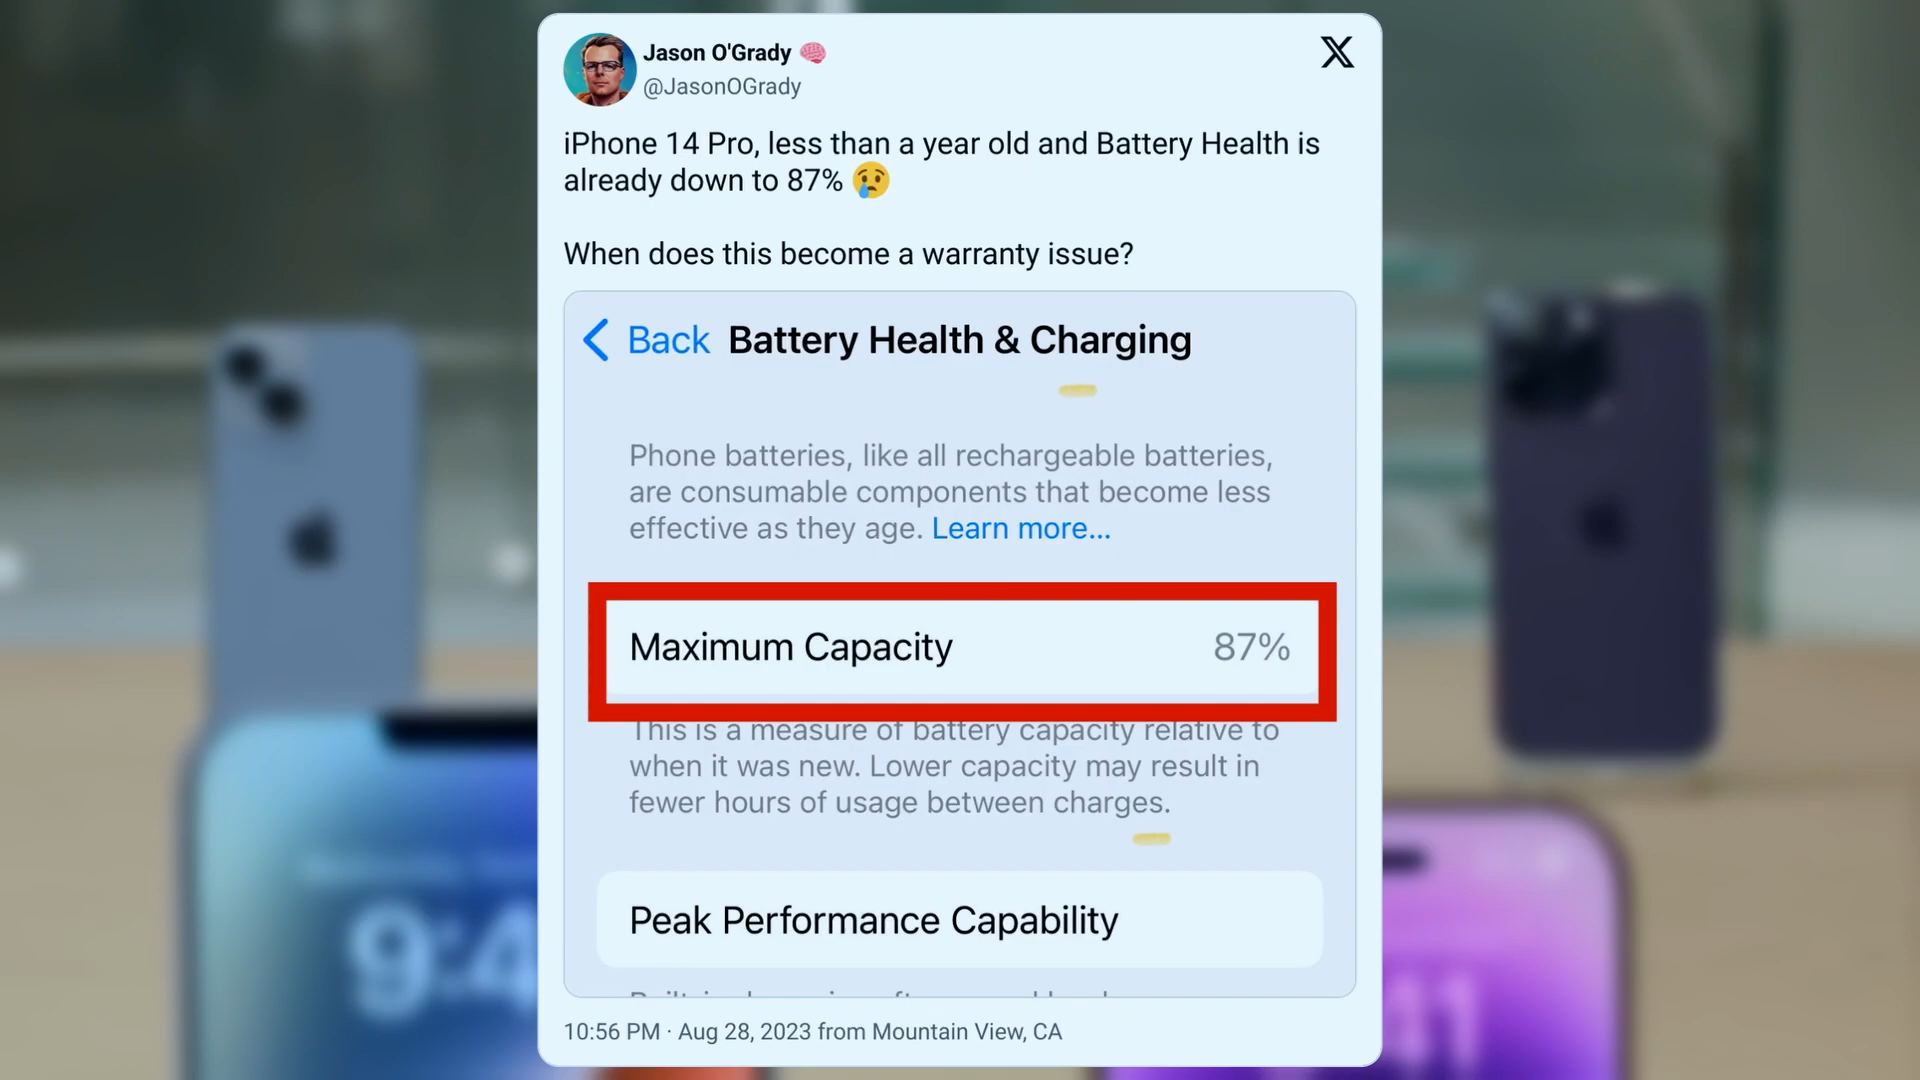 Jason O'Grady 🧠
@JasonOGrady
iPhone 14 Pro, less than a year old and Battery Health is
already down to 87% 😢
When does this become a warranty issue?
Back Battery Health & Charging
Phone batteries, like all rechargeable batteries,
are consumable components that become less
effective as they age. Learn more...
Maximum Capacity 87%
This is a measure of battery capacity relative to
when it was new. Lower capacity may result in
fewer hours of usage between charges.
Peak Performance Capability
10:56 PM · Aug 28, 2023 from Mountain View, CA
9:4
41